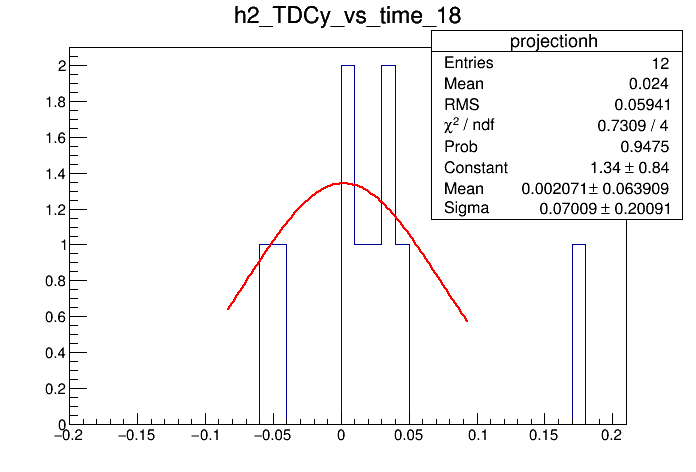 h2_TDCy_vs_time_18
projectionh
Entries 12
Mean 0.024
RMS 0.05941
χ² / ndf 0.7309 / 4
Prob 0.9475
Constant 1.34 ± 0.84
Mean 0.002071 ± 0.063909
Sigma 0.07009 ± 0.20091
2
1.8
1.6
1.4
1.2
1
0.8
0.6
0.4
0.2
0
−0.2 −0.15 −0.1 −0.05 0 0.05 0.1 0.15 0.2